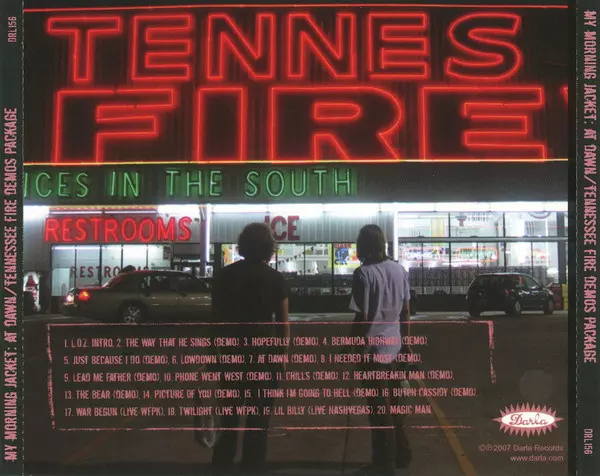 DRL156
MY MORNING JACKET: AT DAWN/TENNESSEE FIRE DEMOS PACKAGE
TENNES
FIRE
ICES IN THE SOUTH
RESTROOMS
ICE
RESTROOMS
1. L.O.Z. INTRO, 2. THE WAY THAT HE SINGS (DEMO) 3. HOPEFULLY (DEMO), 4. BERMUDA HIGHWAY (DEMO)
5. JUST BECAUSE I DO (DEMO), 6. LOWDOWN (DEMO), 7. AT DAWN (DEMO), 8. I NEEDED IT MOST (DEMO),
9. LEAD ME FATHER (DEMO), 10. PHONE WENT WEST (DEMO), 11. CHILLS (DEMO), 12. HEARTBREAKIN MAN (DEMO),
13. THE BEAR (DEMO), 14. PICTURE OF YOU (DEMO), 15. I THINK I'M GOING TO HELL (DEMO) 16. BUTCH CASSIDY (DEMO),
17. WAR BEGUN (LIVE WFPK), 18. TWILIGHT (LIVE WFPK), 19. LIL BILLY (LIVE NASHVEGAS), 20. MAGIC MAN
Darla
©℗2007 Darla Records
www.darla.com
MY MORNING JACKET: AT DAWN/TENNESSEE FIRE DEMOS PACKAGE
DRL156